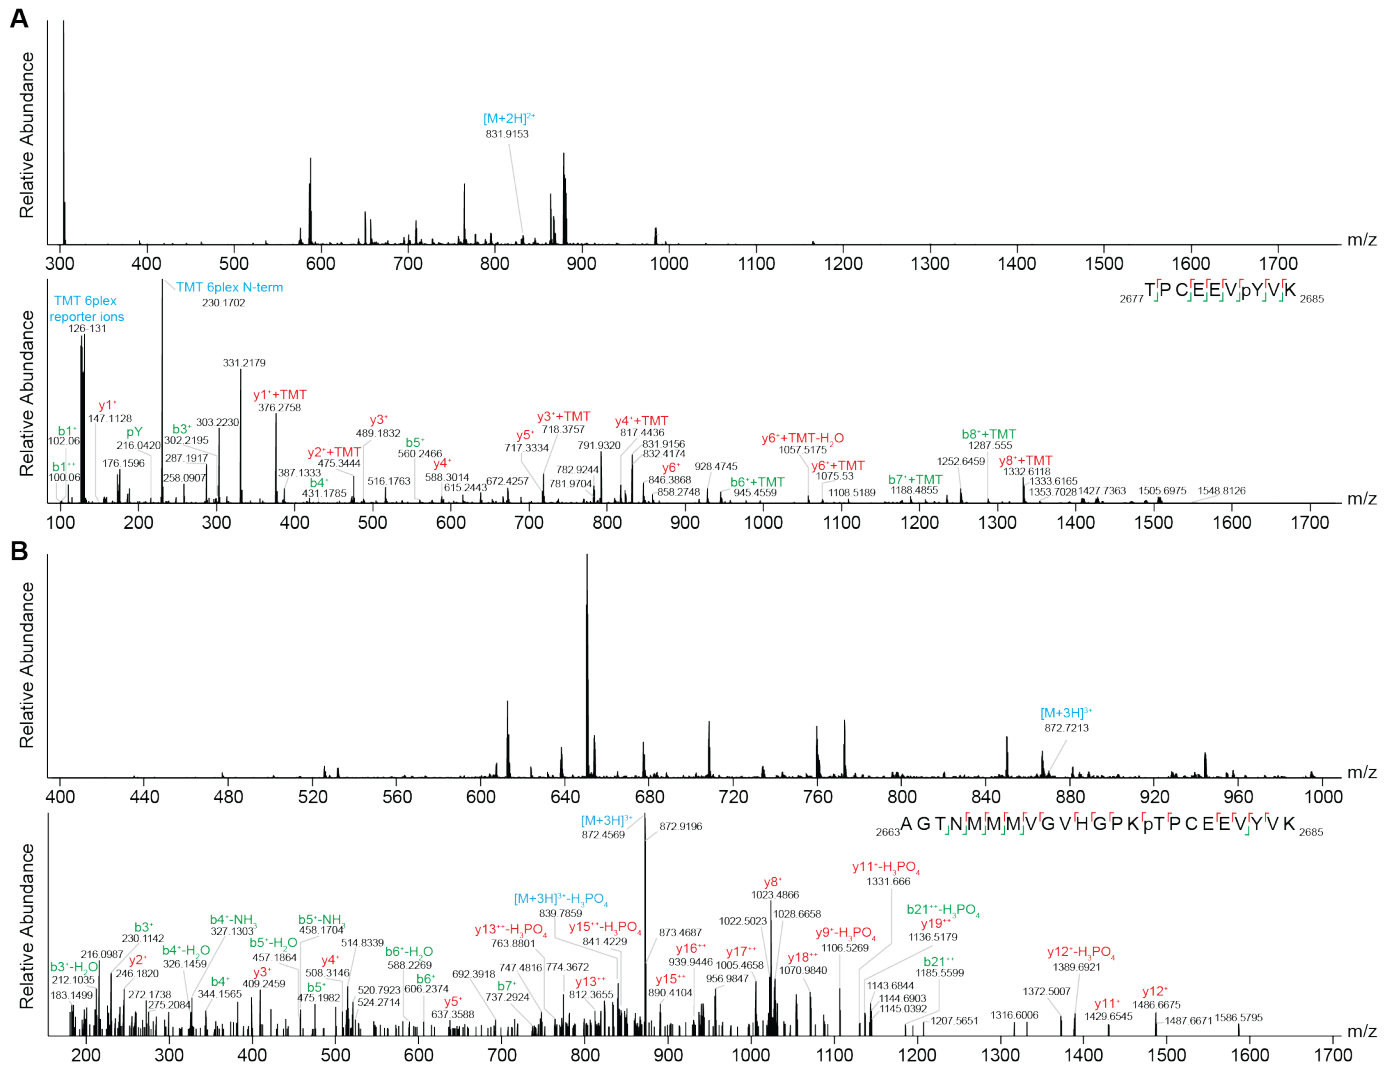 A
Relative Abundance
[M+2H]2+
831.9153
300 400 500 600 700 800 900 1000 1100 1200 1300 1400 1500 1600 1700 m/z
Relative Abundance
TMT 6plex
reporter ions
126-131
TMT 6plex N-term
230.1702
2677 TPCEEVpYVK 2685
b1+
102.06
b1++
100.06
y1+
147.1128
176.1596
pY
216.0420
b3+
302.2195
287.1917
258.0907
303.2230
331.2179
y1++TMT
376.2758
387.1333
b4+
431.1785
y2++TMT
475.3444
y3+
489.1832
516.1763
b5+
560.2466
y4+
588.3014
615.2443
672.4257
y5+
717.3334
y3++TMT
718.3757
782.9244
781.9704
791.9320
y4++TMT
817.4436
831.9156
832.4174
y6+
846.3868
858.2748
928.4745
b6++TMT
945.4559
y6++TMT-H2O
1057.5175
y6++TMT
1075.53
1108.5189
b7++TMT
1188.4855
1252.6459
b8++TMT
1287.555
y8++TMT
1332.6118
1333.6165
1353.7028
1427.7363
1505.6975
1548.8126
100 200 300 400 500 600 700 800 900 1000 1100 1200 1300 1400 1500 1600 1700 m/z
B
Relative Abundance
[M+3H]3+
872.7213
400 440 480 520 560 600 640 680 720 760 800 840 880 920 960 1000 m/z
Relative Abundance
2663 AGTNMMMVGVHGPKpTPCEEVYVK 2685
b3+-H2O
212.1035
183.1499
216.0987
b3+
230.1142
y2+
246.1820
272.1738
275.2084
b4+-H2O
326.1459
b4+-NH3
327.1303
b4+
344.1565
y3+
409.2459
b5+-H2O
457.1864
b5+-NH3
458.1704
b5+
475.1982
y4+
508.3146
514.8339
520.7923
524.2714
b6+-H2O
588.2269
b6+
606.2374
y5+
637.3588
692.3918
b7+
737.2924
747.4816
y13++-H3PO4
763.8801
774.3672
[M+3H]3+-H3PO4
839.7859
y15++-H3PO4
841.4229
y13++
812.3655
[M+3H]3+
872.4569
872.9196
873.4687
y15++
890.4104
y16++
939.9446
956.9847
y17++
1005.4658
1022.5023
y8+
1023.4866
1028.6658
y18++
1070.9840
y9+-H3PO4
1106.5269
y11+-H3PO4
1331.666
b21++-H3PO4
y19++
1136.5179
1143.6844
1144.6903
1145.0392
b21++
1185.5599
1207.5651
1316.6006
1372.5007
y12+-H3PO4
1389.6921
y11+
1429.6545
y12+
1486.6675
1487.6671
1586.5795
200 300 400 500 600 700 800 900 1000 1100 1200 1300 1400 1500 1600 1700 m/z